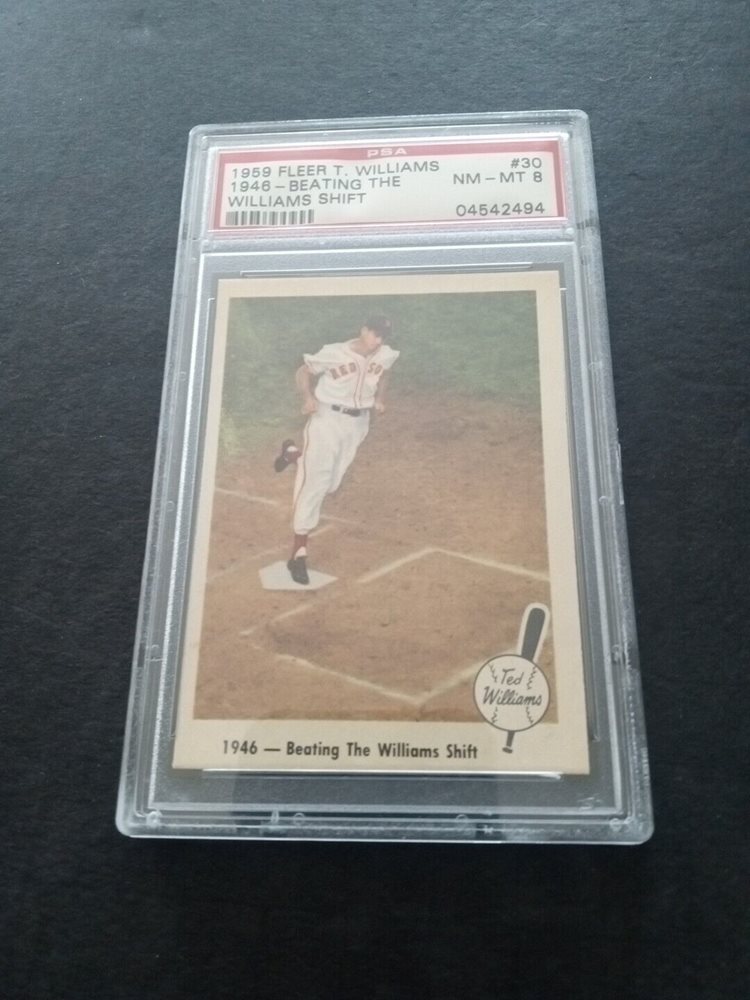 PSA
1959 FLEER T. WILLIAMS #30
1946 – BEATING THE NM – MT 8
WILLIAMS SHIFT
04542494
RED SO
Ted
Williams
1946 — Beating The Williams Shift